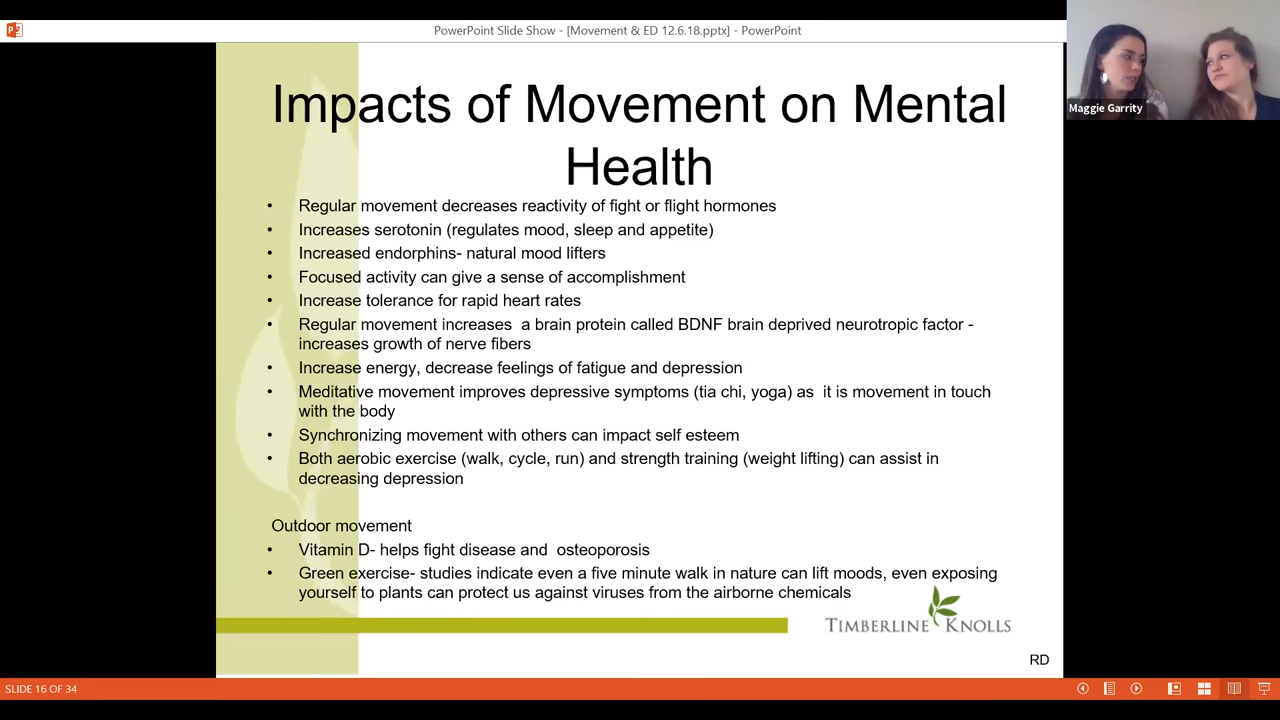 PowerPoint Slide Show - [Movement & ED 12.6.18.pptx] - PowerPoint
Maggie Garrity
Impacts of Movement on Mental
Health
• Regular movement decreases reactivity of fight or flight hormones
• Increases serotonin (regulates mood, sleep and appetite)
• Increased endorphins- natural mood lifters
• Focused activity can give a sense of accomplishment
• Increase tolerance for rapid heart rates
• Regular movement increases  a brain protein called BDNF brain deprived neurotropic factor -
increases growth of nerve fibers
• Increase energy, decrease feelings of fatigue and depression
• Meditative movement improves depressive symptoms (tia chi, yoga) as  it is movement in touch
with the body
• Synchronizing movement with others can impact self esteem
• Both aerobic exercise (walk, cycle, run) and strength training (weight lifting) can assist in
decreasing depression
Outdoor movement
• Vitamin D- helps fight disease and  osteoporosis
• Green exercise- studies indicate even a five minute walk in nature can lift moods, even exposing
yourself to plants can protect us against viruses from the airborne chemicals
TIMBERLINE KNOLLS
RD
SLIDE 16 OF 34